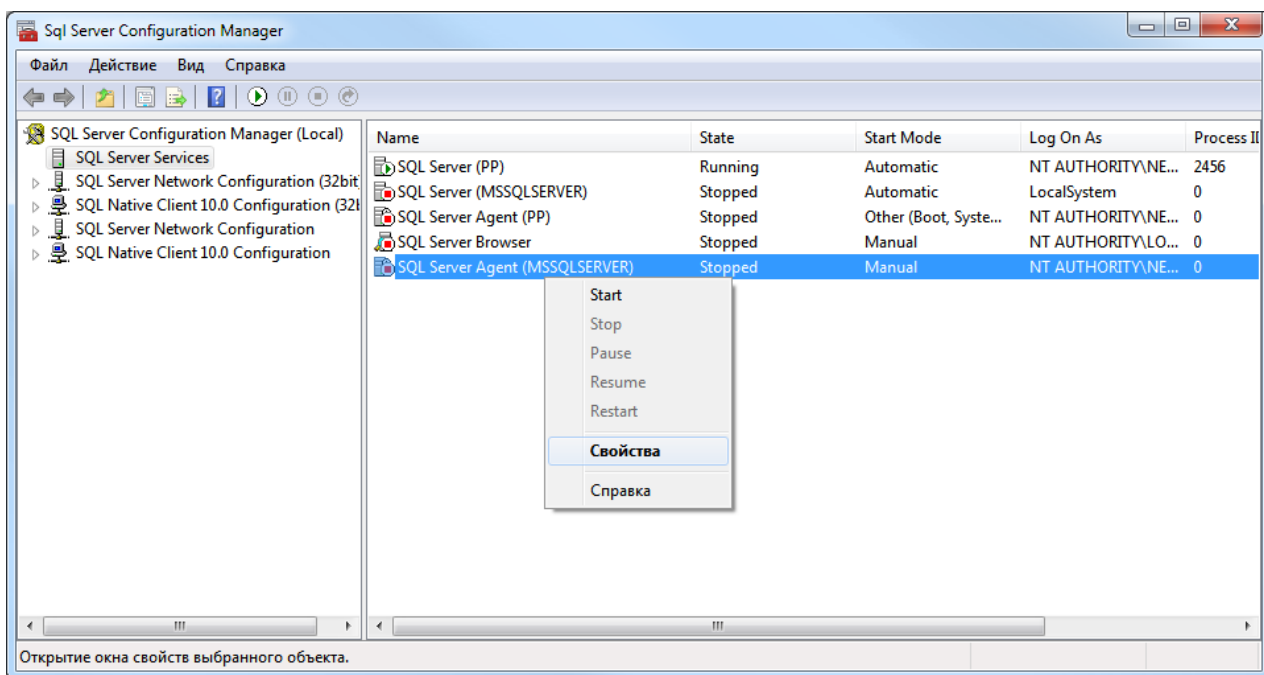 Sql Server Configuration Manager
Файл Действие Вид Справка
SQL Server Configuration Manager (Local)
SQL Server Services
SQL Server Network Configuration (32bit
SQL Native Client 10.0 Configuration (32b
SQL Server Network Configuration
SQL Native Client 10.0 Configuration
Name State Start Mode Log On As Process ID
SQL Server (PP) Running Automatic NT AUTHORITY\NE... 2456
SQL Server (MSSQLSERVER) Stopped Automatic LocalSystem 0
SQL Server Agent (PP) Stopped Other (Boot, Syste... NT AUTHORITY\NE... 0
SQL Server Browser Stopped Manual NT AUTHORITY\LO... 0
SQL Server Agent (MSSQLSERVER) Stopped Manual NT AUTHORITY\NE... 0
Start
Stop
Pause
Resume
Restart
Свойства
Справка
Открытие окна свойств выбранного объекта.